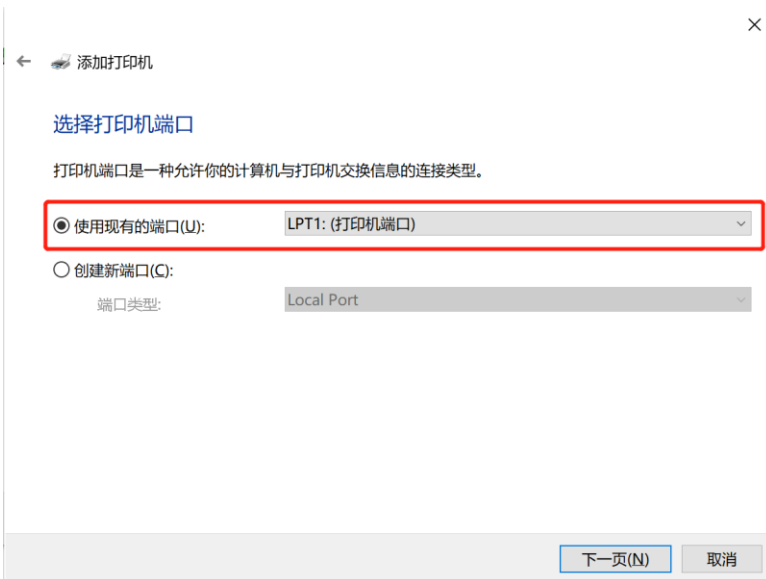 添加打印机
选择打印机端口
打印机端口是一种允许你的计算机与打印机交换信息的连接类型。
使用现有的端口(U): LPT1: (打印机端口)
创建新端口(C):
端口类型: Local Port
下一页(N) 取消